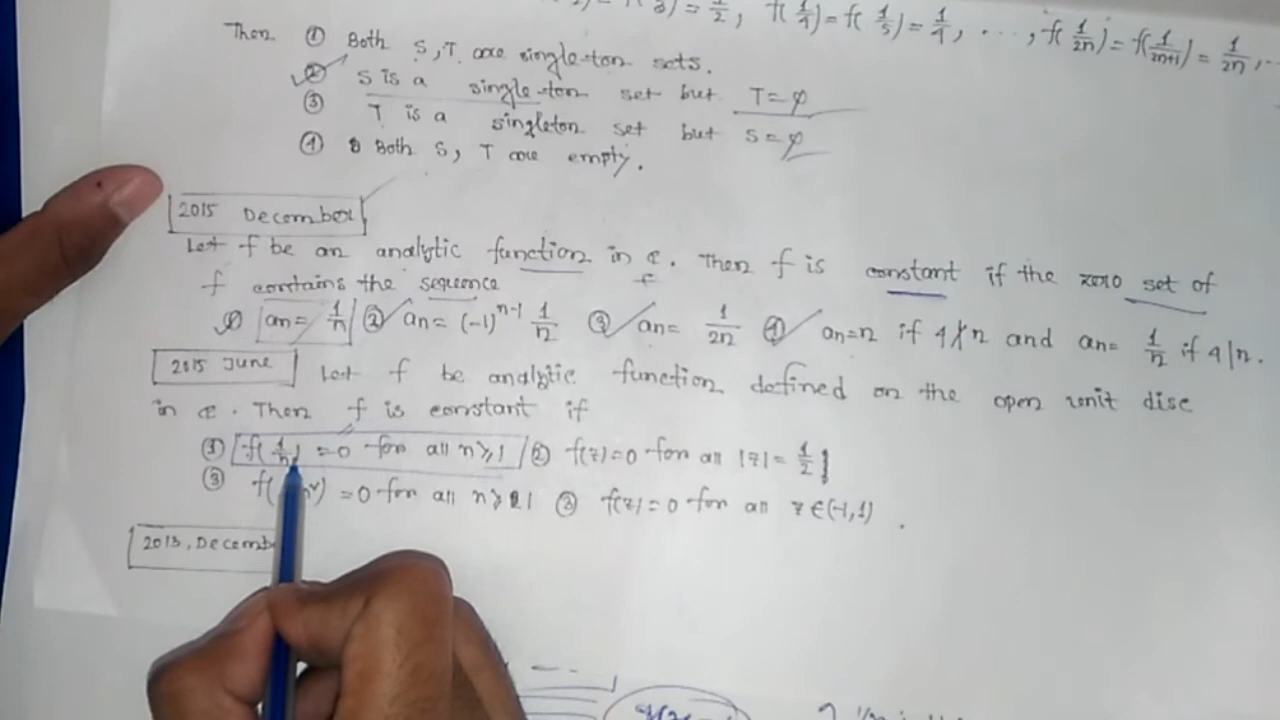 = 1/2, f(1/4) = f(1/5) = 1/4, ..., f(1/2n) = f(1/2n+1) = 1/2n, ..
Then ① Both S, T are singleton sets.
② S is a singleton set but T = φ
③ T is a singleton set but S = φ
④ Both S, T are empty.
2015 December
Let f be an analytic function in ℂ. Then f is constant if the zero set of
f contains the sequence
① an = 1/n ② an = (-1)^{n-1} 1/n ③ an = 1/2n ④ an = n if 4∤n and an = 1/n if 4|n.
2015 June Let f be analytic function defined on the open unit disc
in ℂ. Then f is constant if
① f(1/n) = 0 for all n ≥ 1 ② f(z) = 0 for all |z| = 1/2
③ f( = 0 for all n ≥ 1 ③ f(z) = 0 for all z ∈ (-1,1).
2013, Decemb